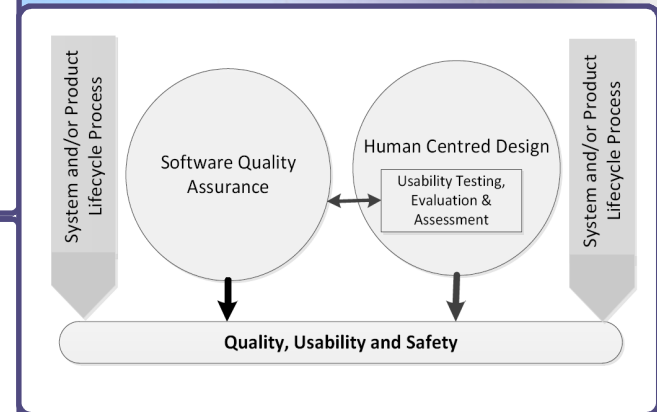 System and/or Product
Lifecycle Process
Software Quality
Assurance
Human Centred Design
Usability Testing,
Evaluation &
Assessment
System and/or Product
Lifecycle Process
Quality, Usability and Safety